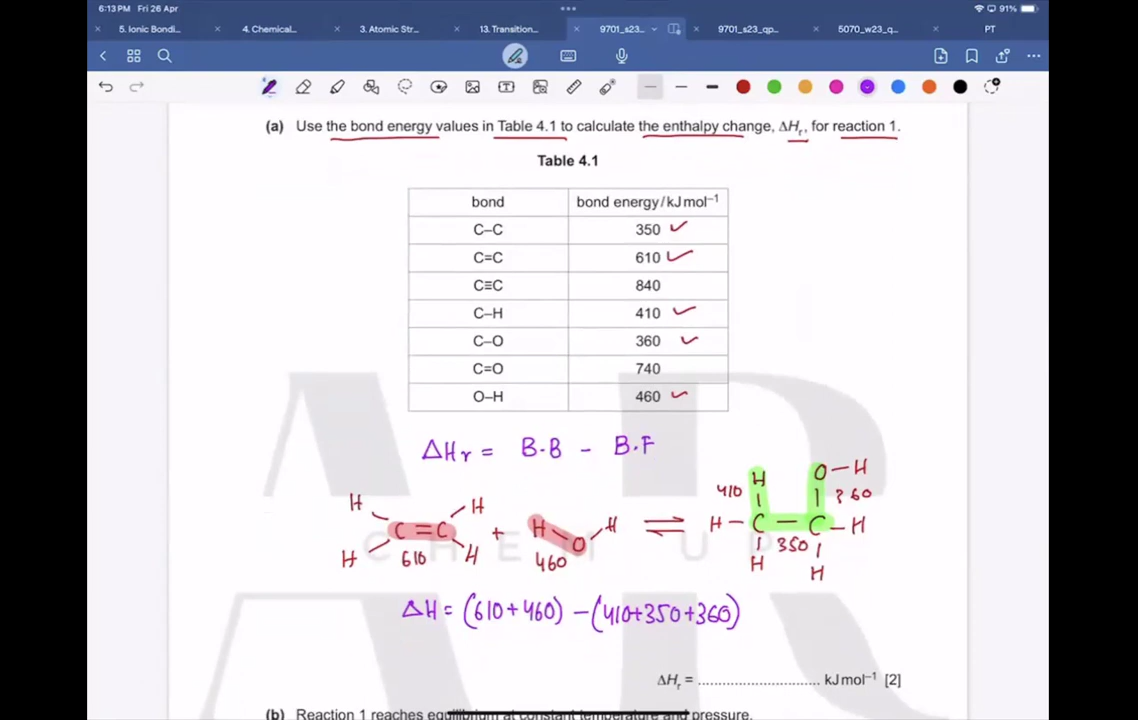 6:13 PM Fri 26 Apr
91%
5. Ionic Bondi...
4. Chemical...
3. Atomic Str...
13. Transition...
9701_s23...
9701_s23_qp...
5070_w23_q...
PT
(a) Use the bond energy values in Table 4.1 to calculate the enthalpy change, ΔHr, for reaction 1.
Table 4.1
bond bond energy/kJ mol⁻¹
C–C 350 ✓
C=C 610 ✓
C≡C 840
C–H 410 ✓
C–O 360 ✓
C=O 740
O–H 460 ✓
ΔHr = B.B - B.F
H O – H
H H 410 H | | 360
C = C + H O H ⇌ H – C – C – H
H 610 H 460 | 350 |
H H
CHEM UP
ΔH = (610+460) – (410+350+360)
AR
ΔHr = .............................. kJ mol⁻¹ [2]
(b) Reaction 1 reaches equilibrium at constant temperature and pressure.